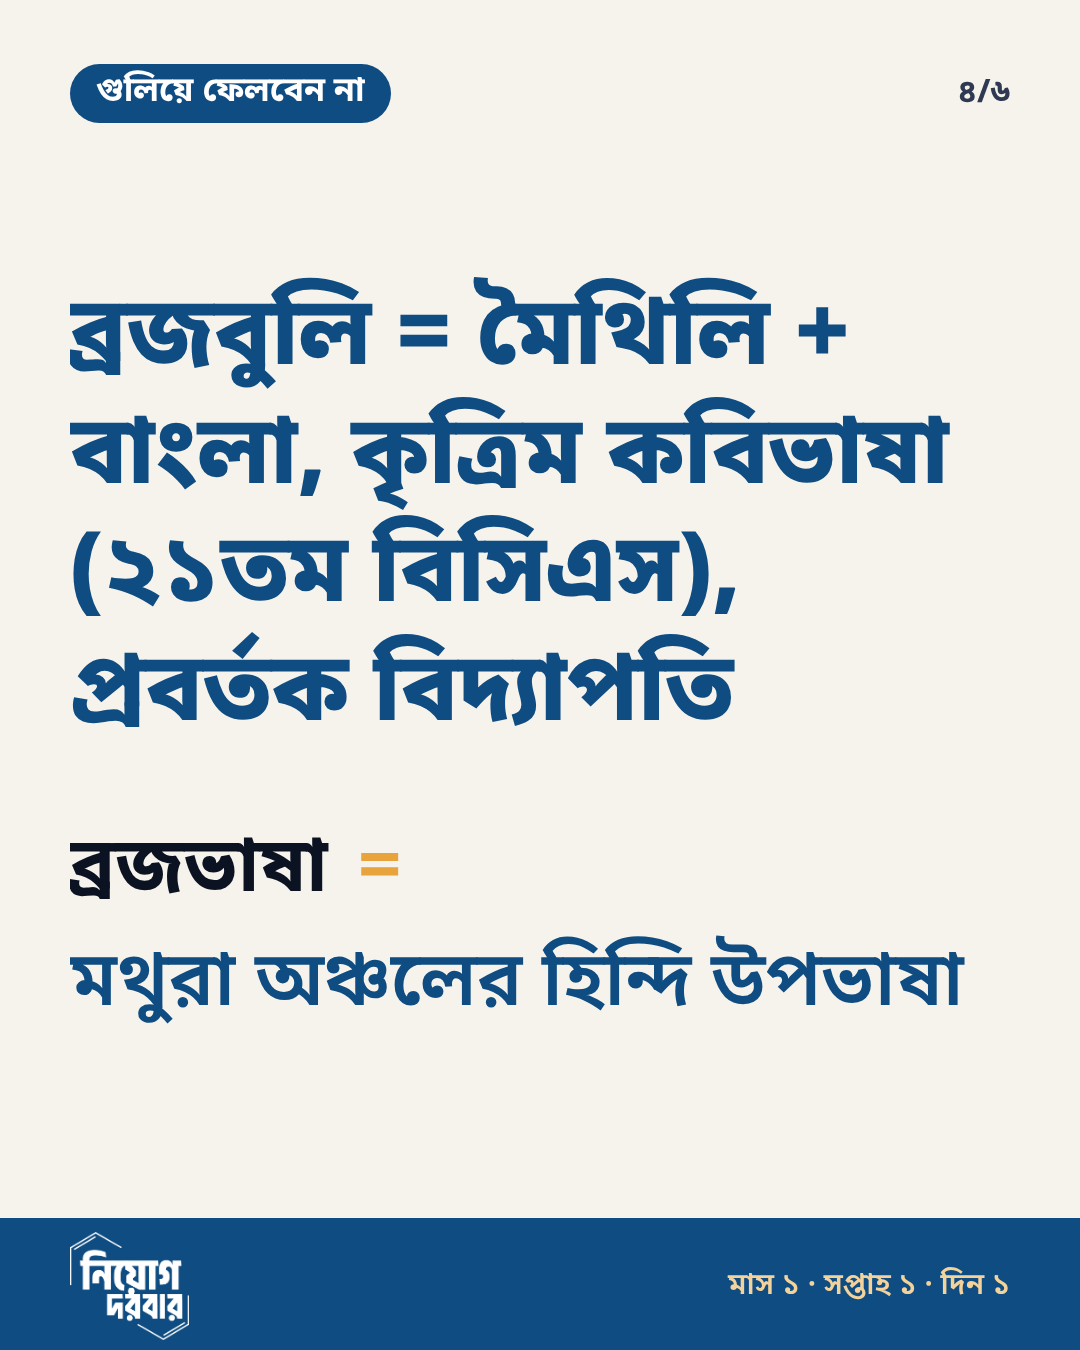 গুলিয়ে ফেলবেন না
৪/৬
ব্রজবুলি = মৈথিলি +
বাংলা, কৃত্রিম কবিভাষা
(২১তম বিসিএস),
প্রবর্তক বিদ্যাপতি
ব্রজভাষা =
মথুরা অঞ্চলের হিন্দি উপভাষা
নিয়োগ
দরবার
মাস ১ · সপ্তাহ ১ · দিন ১